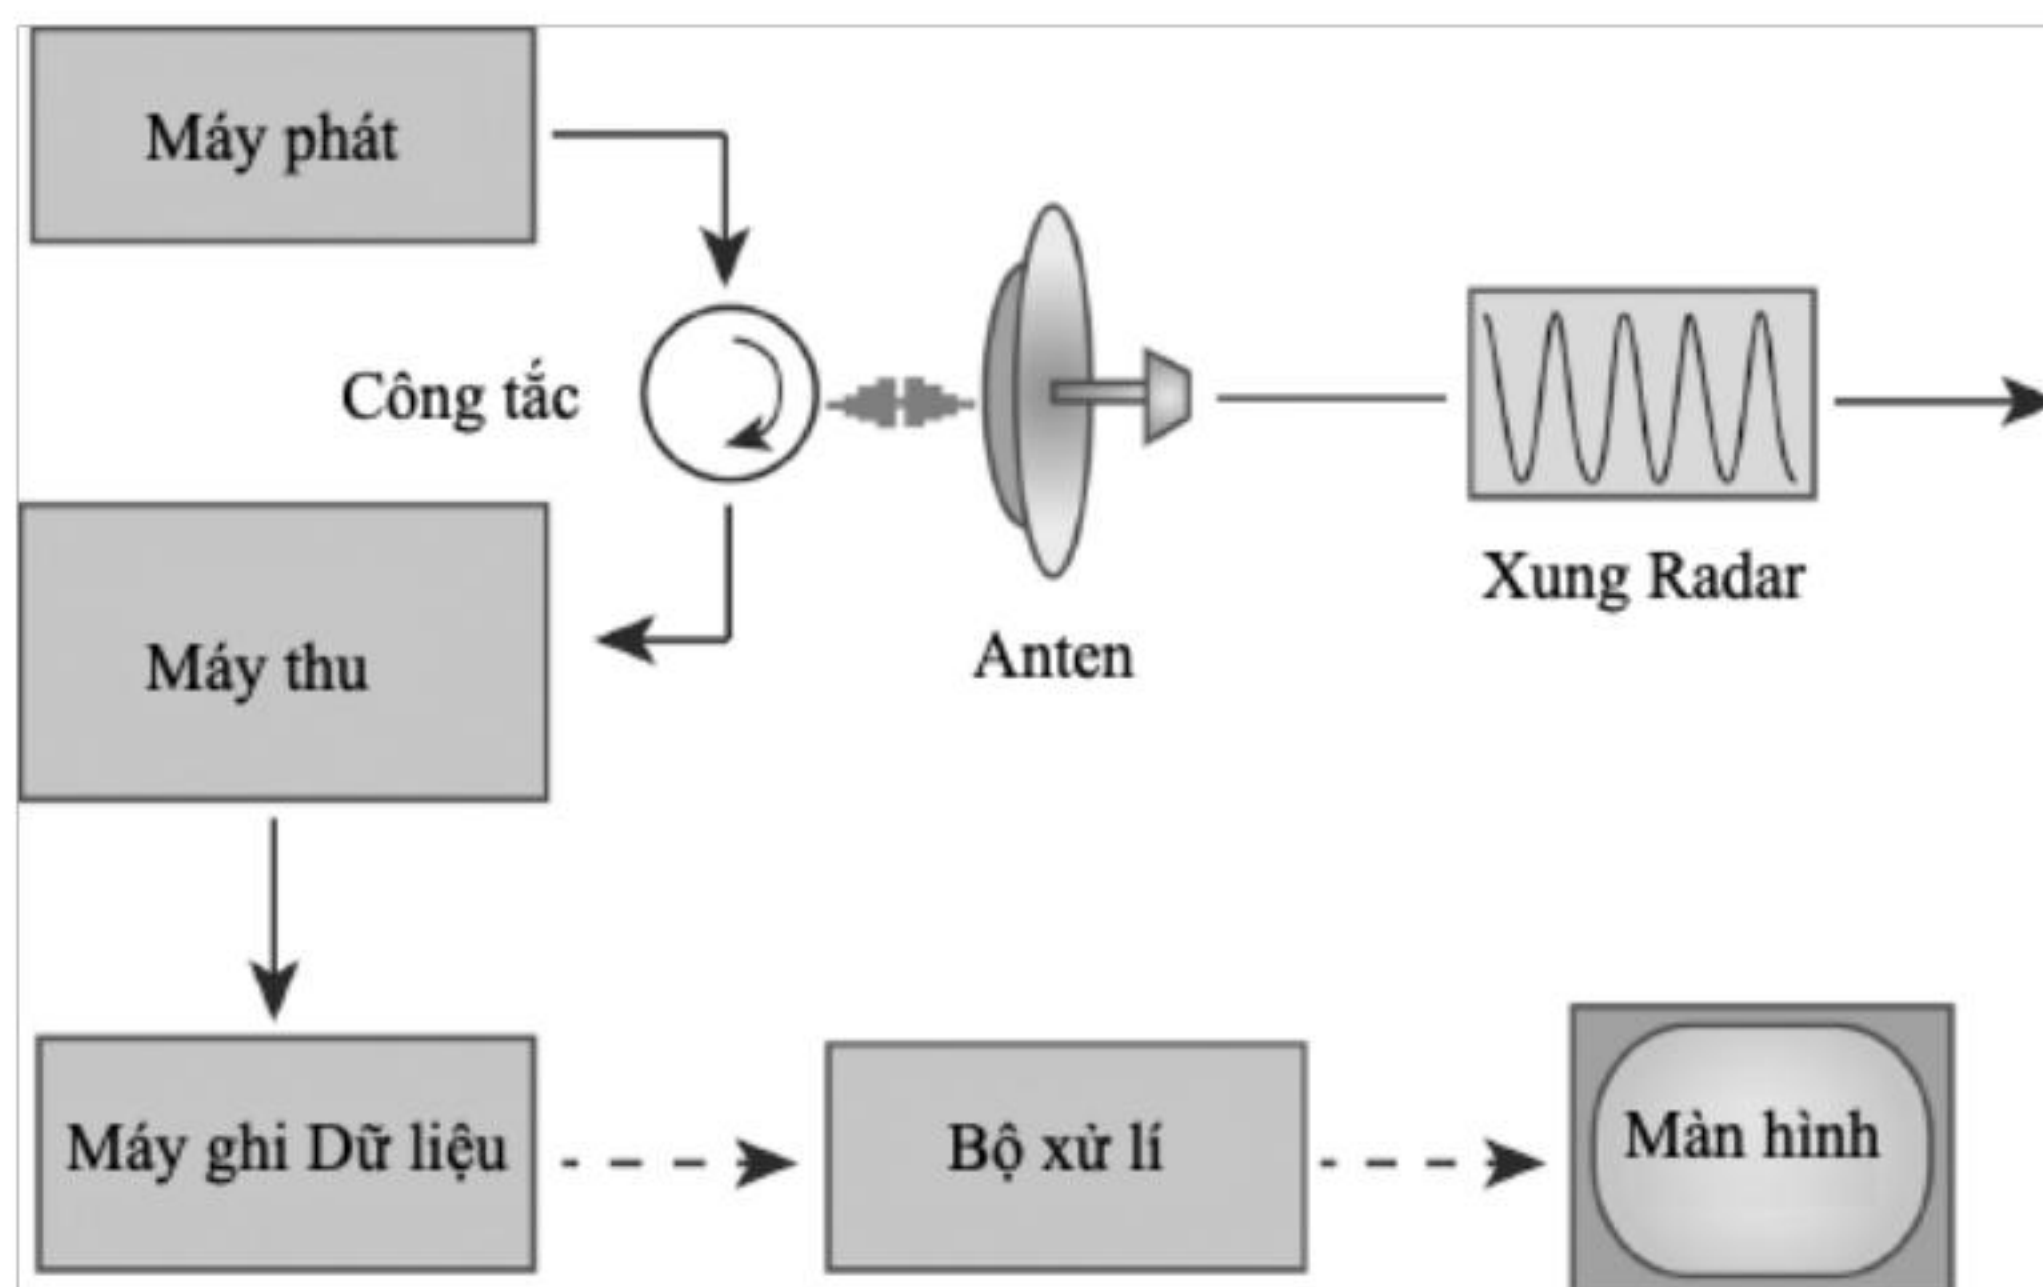 Máy phát
Công tắc
Xung Radar
Anten
Máy thu
Máy ghi Dữ liệu
Bộ xử lí
Màn hình